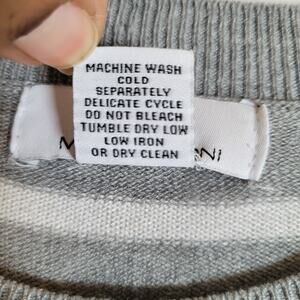 MACHINE WASH
COLD
SEPARATELY
DELICATE CYCLE
DO NOT BLEACH
TUMBLE DRY LOW
LOW IRON
OR DRY CLEAN